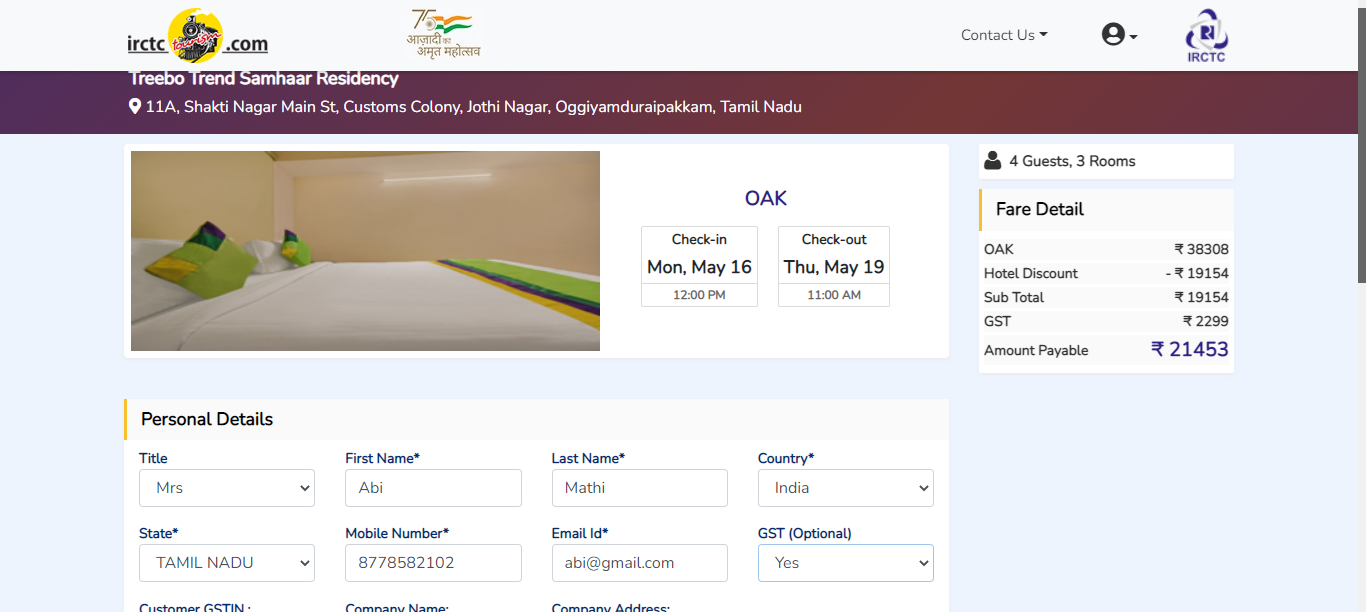 irctc tourism .com
75
आज़ादी का
अमृत महोत्सव
Contact Us
IRCTC
Treebo Trend Samhaar Residency
11A, Shakti Nagar Main St, Customs Colony, Jothi Nagar, Oggiyamduraipakkam, Tamil Nadu
OAK
Check-in
Mon, May 16
12:00 PM
Check-out
Thu, May 19
11:00 AM
4 Guests, 3 Rooms
Fare Detail
OAK ₹ 38308
Hotel Discount - ₹ 19154
Sub Total ₹ 19154
GST ₹ 2299
Amount Payable ₹ 21453
Personal Details
Title First Name* Last Name* Country*
Mrs Abi Mathi India
State* Mobile Number* Email Id* GST (Optional)
TAMIL NADU 8778582102 abi@gmail.com Yes
Customer GSTIN : Company Name: Company Address: